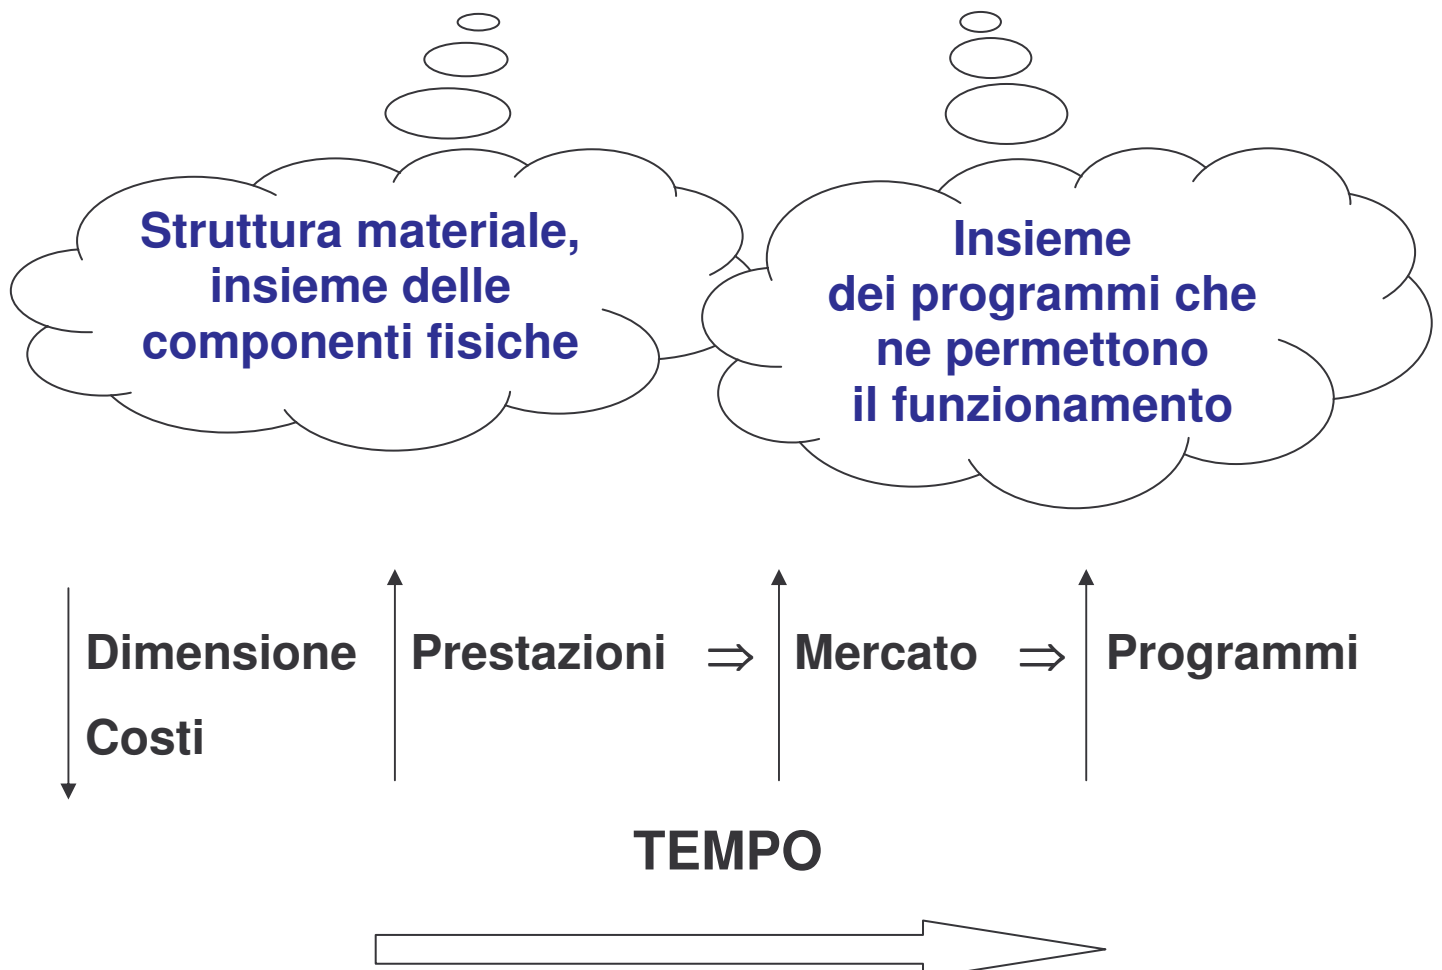 Struttura materiale,
insieme delle
componenti fisiche
Insieme
dei programmi che
ne permettono
il funzionamento
Dimensione Prestazioni ⇒ Mercato ⇒ Programmi
Costi
TEMPO